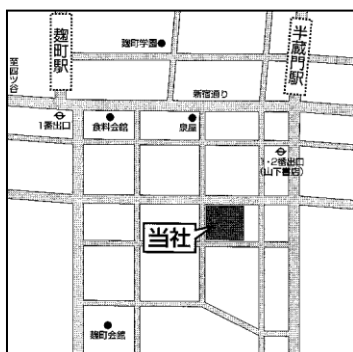 麹町駅
半蔵門駅
麹町学園
至四ツ谷
新宿通り
1番出口
食料会館
泉屋
1・2番出口
(山下書店)
当社
麹町会館